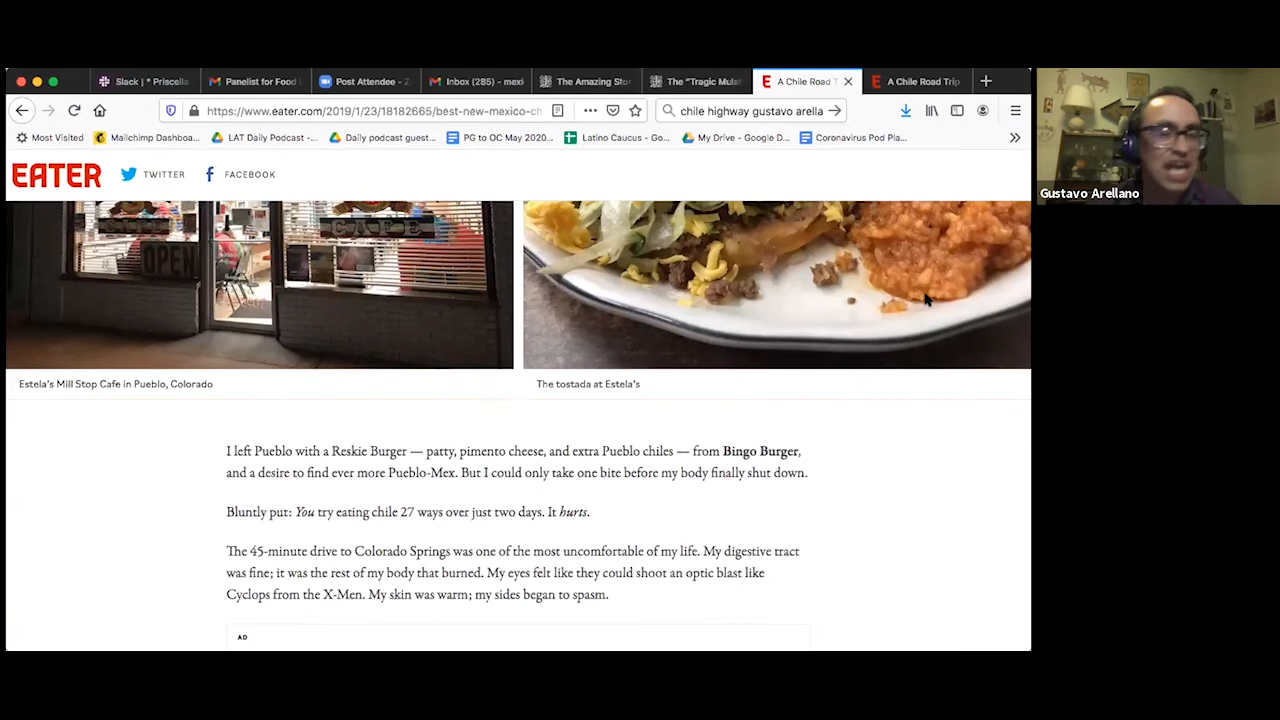 Slack | * Priscella
Panelist for Food
Post Attendee - Z
Inbox (285) - mexi
The Amazing Sto
The "Tragic Mulat
A Chile Road T
A Chile Road Trip
https://www.eater.com/2019/1/23/18182665/best-new-mexico-ch
chile highway gustavo arella
Most Visited
Mailchimp Dashboa...
LAT Daily Podcast -...
Daily podcast guest...
PG to OC May 2020...
Latino Caucus - Go...
My Drive - Google D...
Coronavirus Pod Pla...
EATER
TWITTER
FACEBOOK
Gustavo Arellano
CAFE
OPEN
Estela's Mill Stop Cafe in Pueblo, Colorado
The tostada at Estela's
I left Pueblo with a Reskie Burger — patty, pimento cheese, and extra Pueblo chiles — from Bingo Burger,
and a desire to find ever more Pueblo-Mex. But I could only take one bite before my body finally shut down.
Bluntly put: You try eating chile 27 ways over just two days. It hurts.
The 45-minute drive to Colorado Springs was one of the most uncomfortable of my life. My digestive tract
was fine; it was the rest of my body that burned. My eyes felt like they could shoot an optic blast like
Cyclops from the X-Men. My skin was warm; my sides began to spasm.
AD